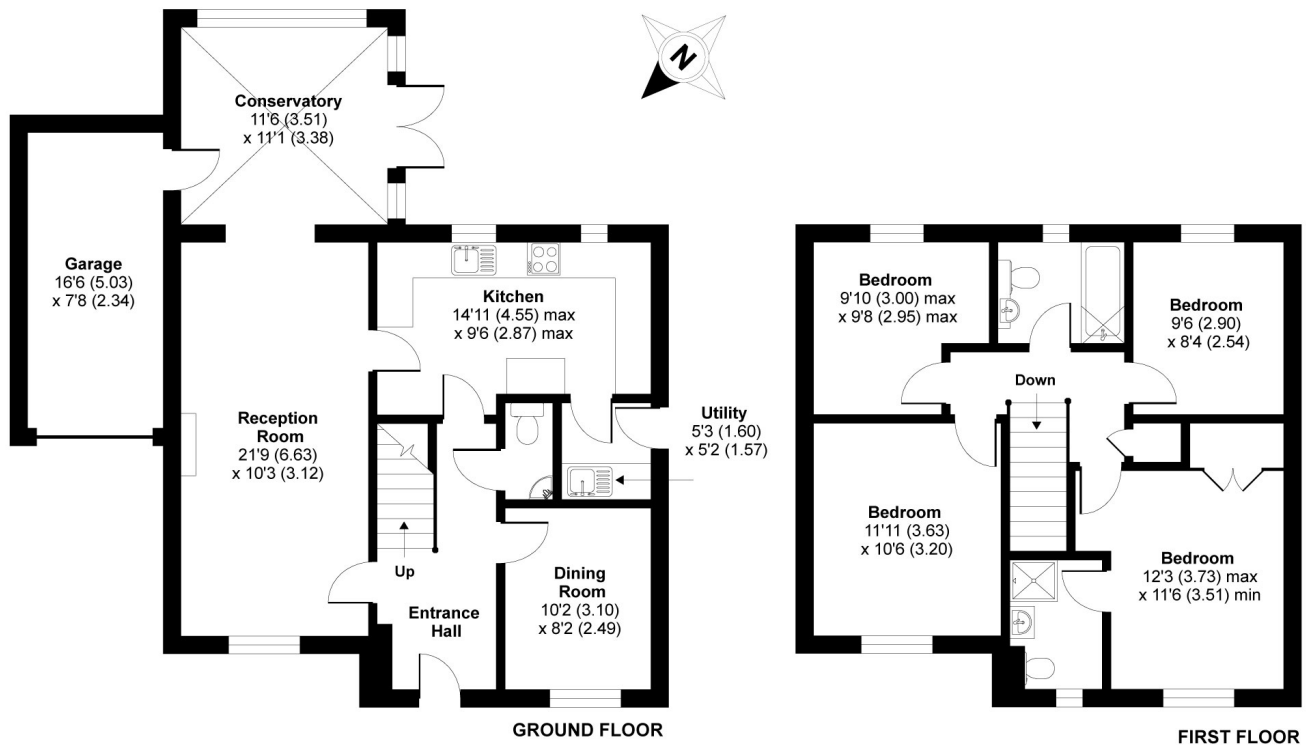 N
Conservatory
11'6 (3.51)
x 11'1 (3.38)
Garage
16'6 (5.03)
x 7'8 (2.34)
Kitchen
14'11 (4.55) max
x 9'6 (2.87) max
Reception
Room
21'9 (6.63)
x 10'3 (3.12)
Utility
5'3 (1.60)
x 5'2 (1.57)
Up
Entrance
Hall
Dining
Room
10'2 (3.10)
x 8'2 (2.49)
GROUND FLOOR
Bedroom
9'10 (3.00) max
x 9'8 (2.95) max
Bedroom
9'6 (2.90)
x 8'4 (2.54)
Down
Bedroom
11'11 (3.63)
x 10'6 (3.20)
Bedroom
12'3 (3.73) max
x 11'6 (3.51) min
FIRST FLOOR